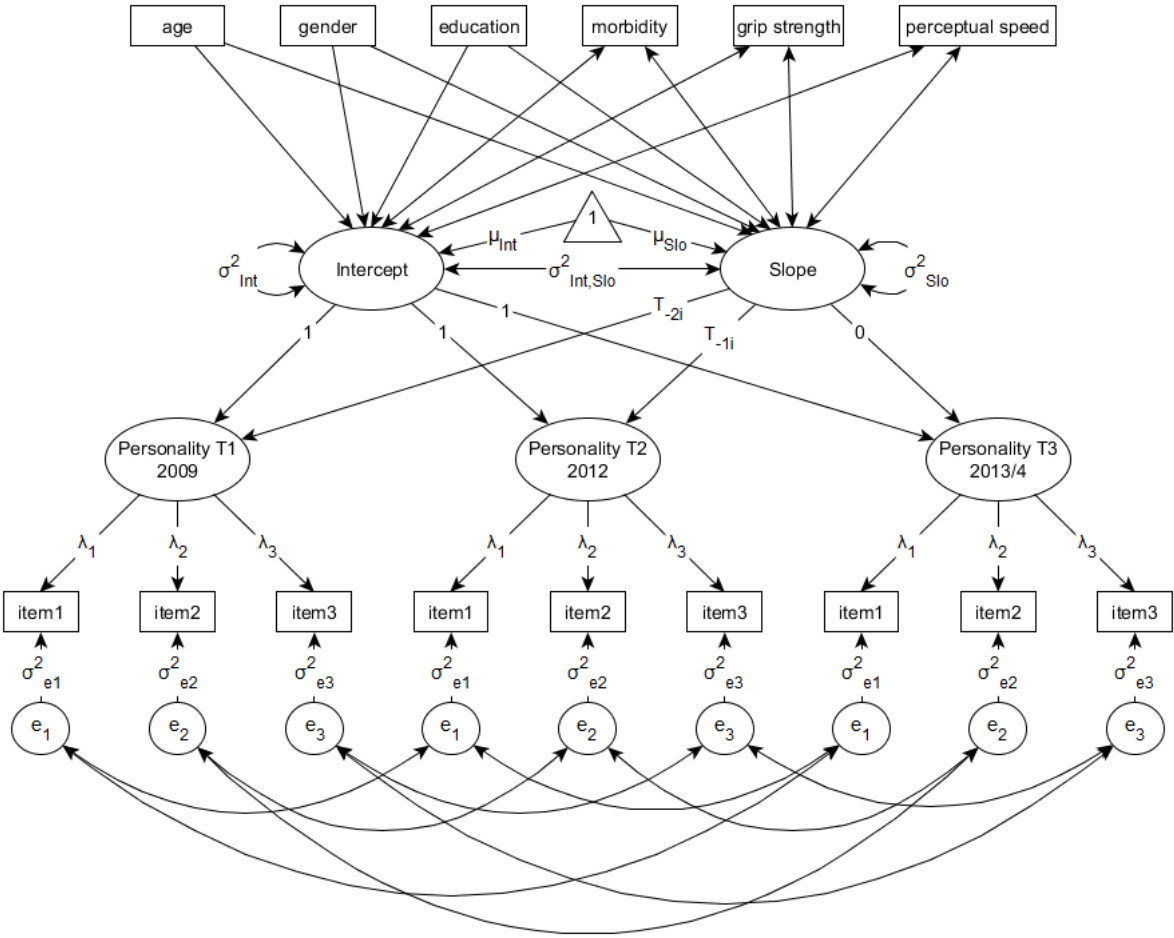 age gender education morbidity grip strength perceptual speed
1
μInt μSlo
σ²Int Intercept σ²Int,Slo Slope σ²Slo
1 1 1 T-2i T-1i 0
Personality T1 Personality T2 Personality T3
2009 2012 2013/4
λ1 λ2 λ3 λ1 λ2 λ3 λ1 λ2 λ3
item1 item2 item3 item1 item2 item3 item1 item2 item3
σ²e1 σ²e2 σ²e3 σ²e1 σ²e2 σ²e3 σ²e1 σ²e2 σ²e3
e1 e2 e3 e1 e2 e3 e1 e2 e3